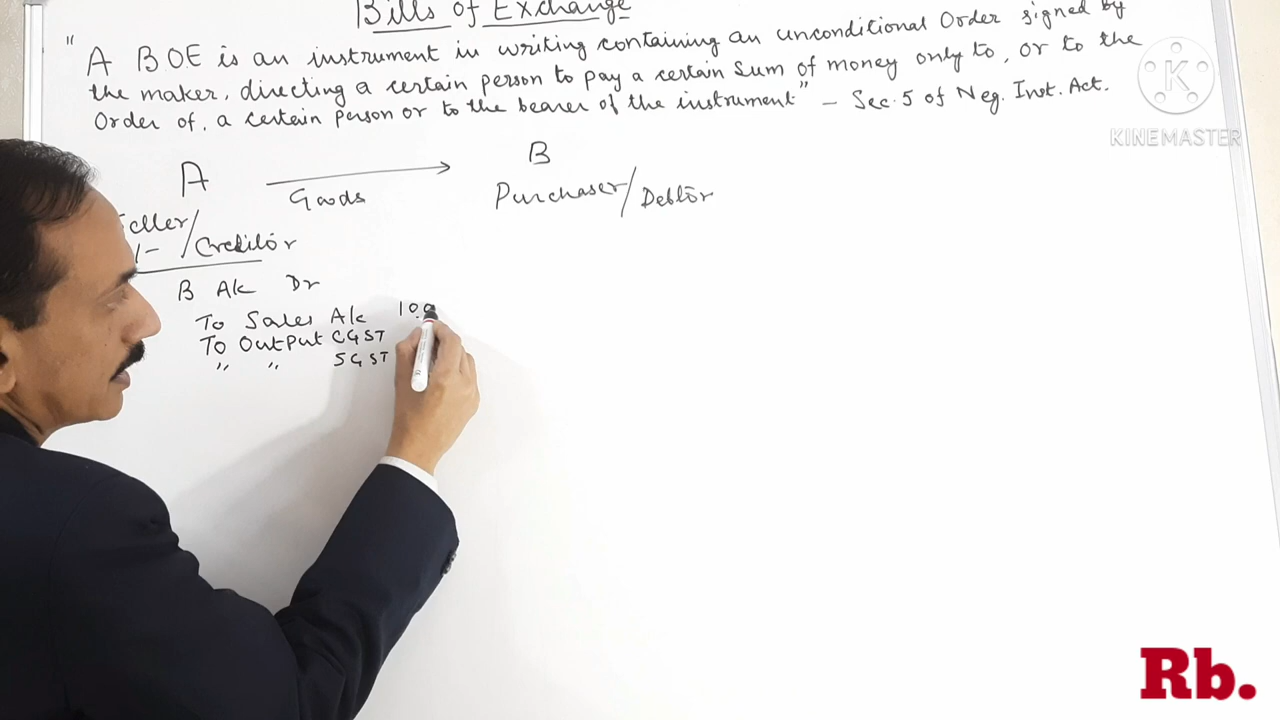 Bills of Exchange
" A BOE is an instrument in writing containing an unconditional Order signed by
the maker, directing a certain person to pay a certain Sum of money only to, or to the
Order of, a certain Person or to the bearer of the instrument" – Sec. 5 of Neg. Inst. Act.
KINEMASTER
A B
Goods
Purchaser/Debtor
eller/
/- /Creditor
B A/c Dr
To Sales A/c 100
To Output CGST
" " SGST
Rb.